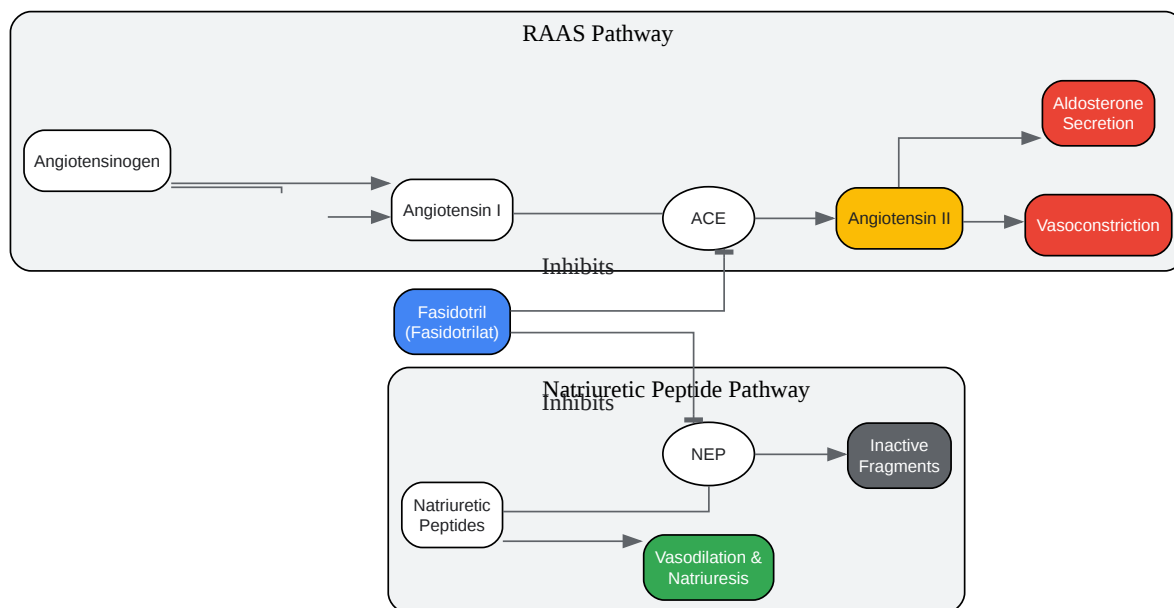 RAAS Pathway
Aldosterone
Secretion
Angiotensinogen
Angiotensin I
ACE
Angiotensin II
Vasoconstriction
Inhibits
Fasidotril
(Fasidotrilat)
Natriuretic Peptide Pathway
Inhibits
NEP
Inactive
Fragments
Natriuretic
Peptides
Vasodilation &
Natriuresis